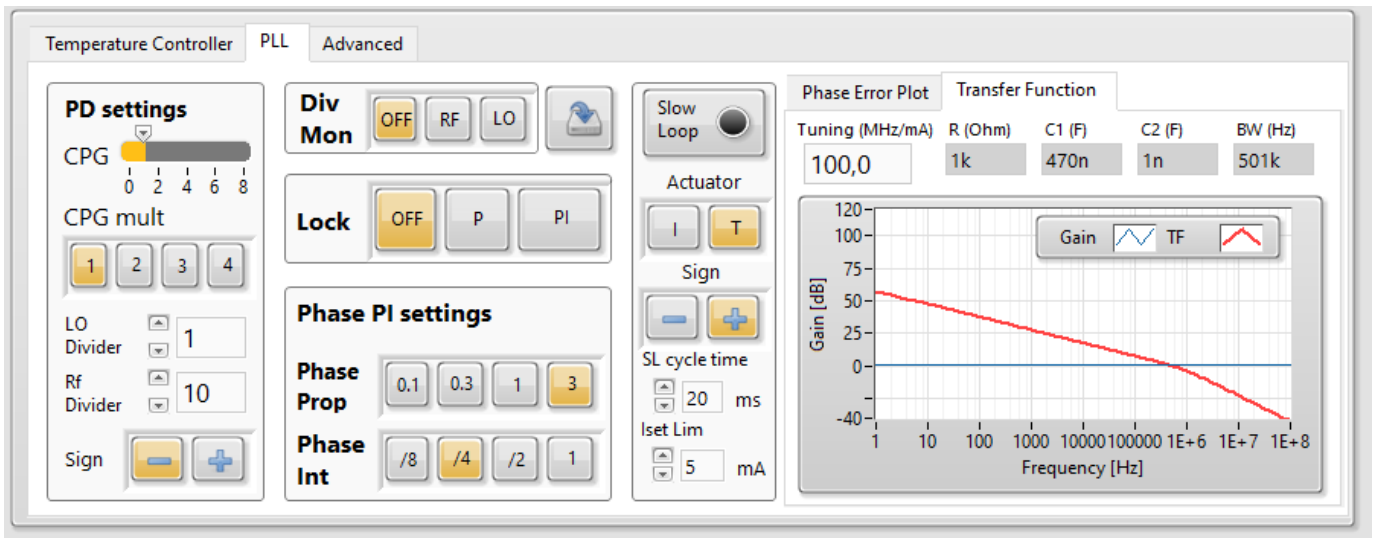 Temperature Controller
PLL
Advanced
PD settings
CPG
0 2 4 6 8
CPG mult
1 2 3 4
LO
Divider
1
Rf
Divider
10
Sign
Div
Mon
OFF RF LO
Lock
OFF P PI
Phase PI settings
Phase
Prop
0.1 0.3 1 3
Phase
Int
/8 /4 /2 1
Slow
Loop
Actuator
I T
Sign
SL cycle time
20 ms
Iset Lim
5 mA
Phase Error Plot
Transfer Function
Tuning (MHz/mA) R (Ohm) C1 (F) C2 (F) BW (Hz)
100,0 1k 470n 1n 501k
Gain TF
Gain [dB]
120
100
75
50
25
0
-40
1 10 100 1000 10000 100000 1E+6 1E+7 1E+8
Frequency [Hz]